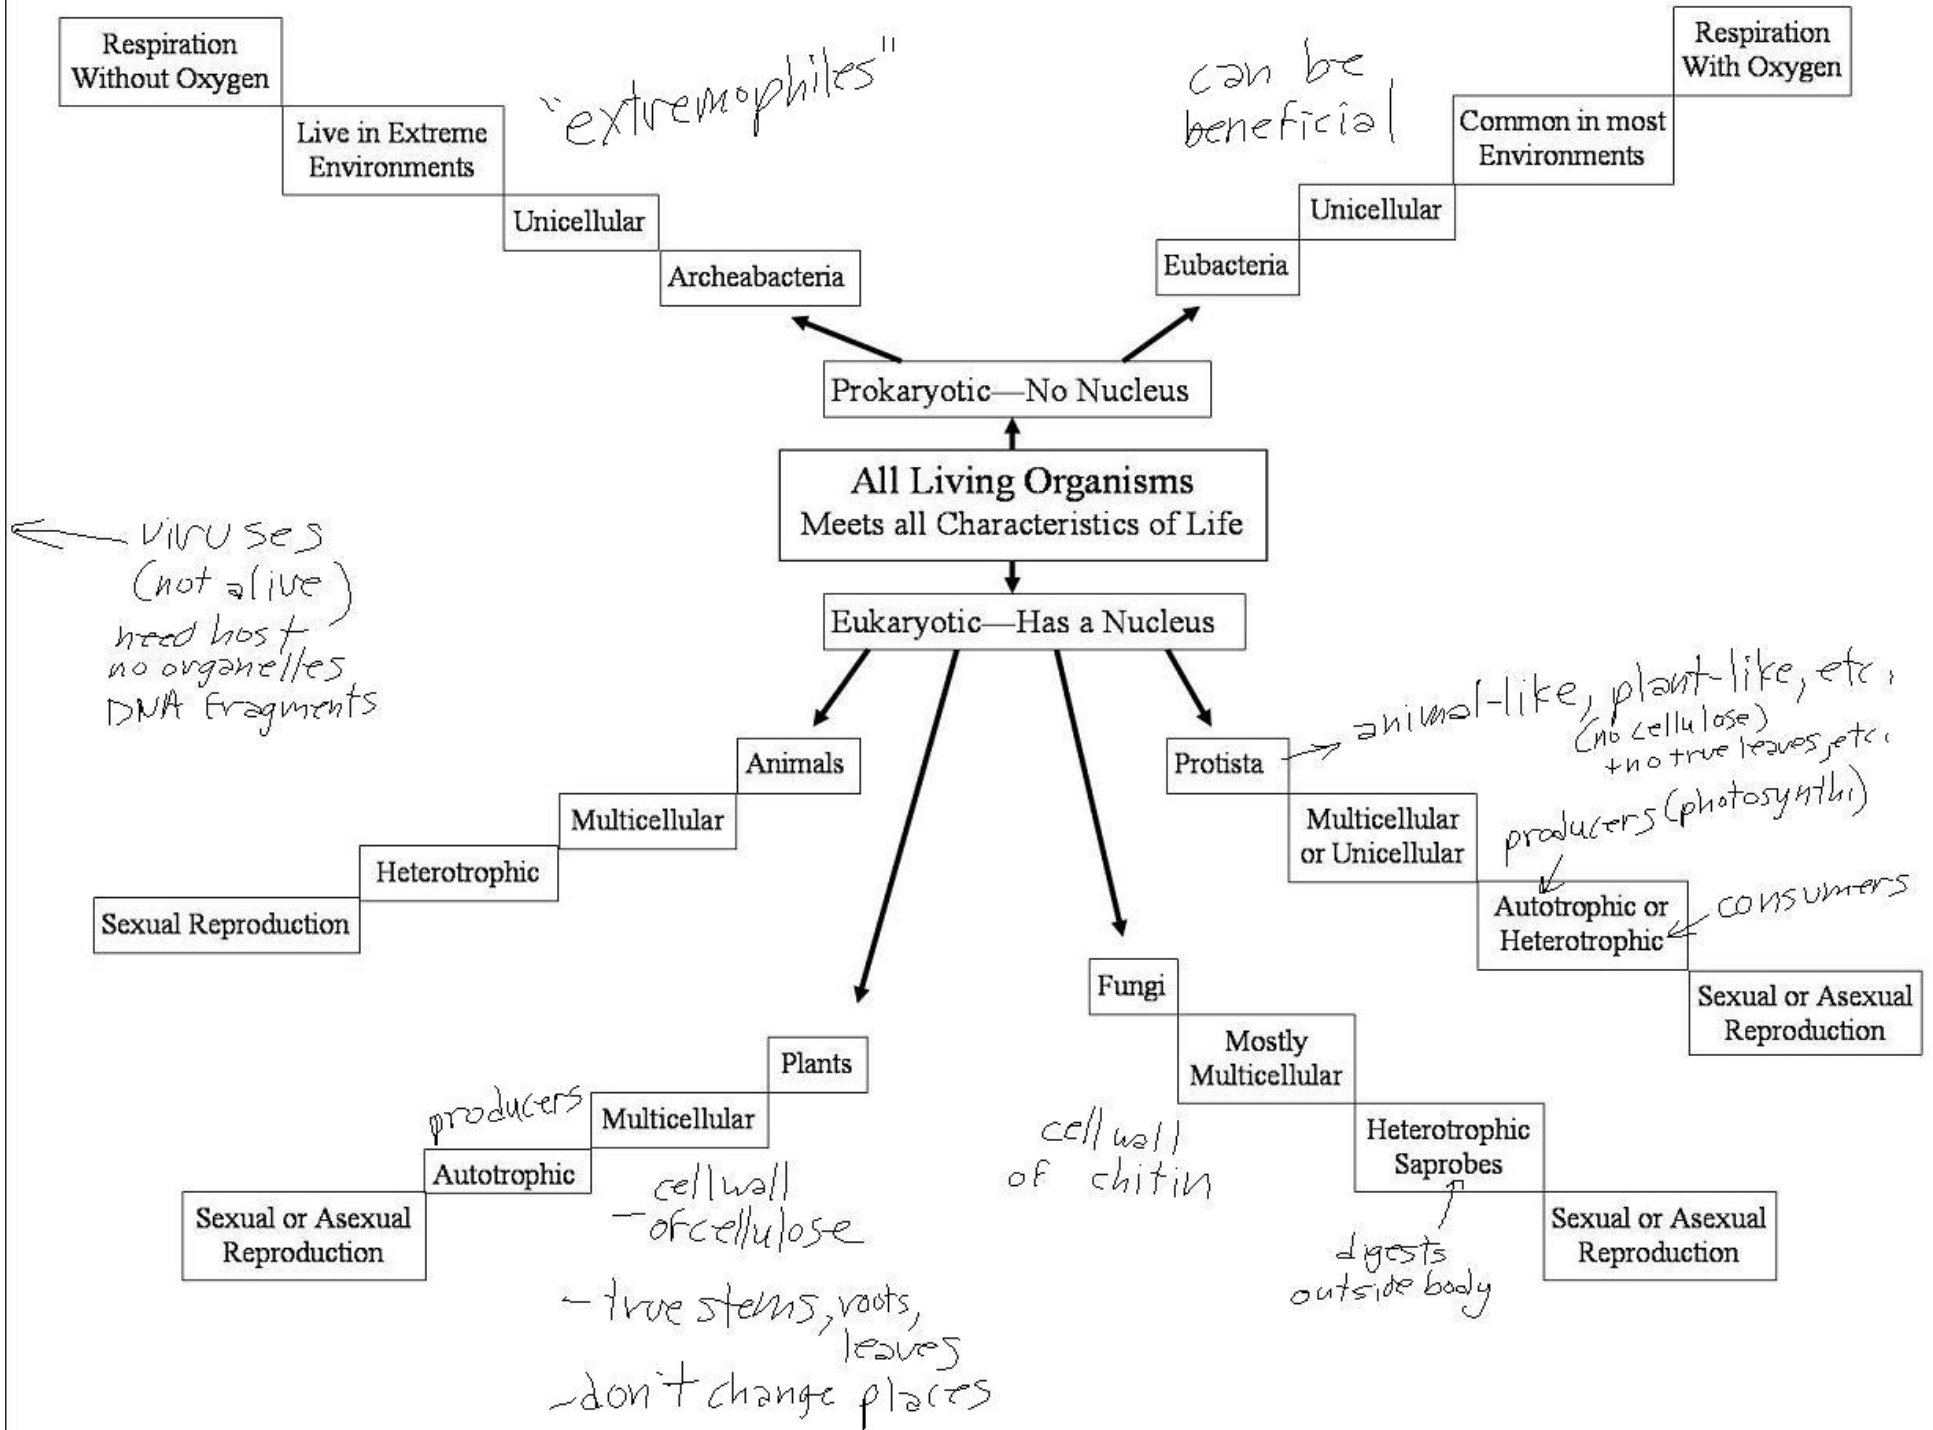 Respiration
Without Oxygen
Live in Extreme
Environments
Unicellular
Archeabacteria
"extremophiles"
can be
beneficial
Respiration
With Oxygen
Common in most
Environments
Unicellular
Eubacteria
Prokaryotic—No Nucleus
All Living Organisms
Meets all Characteristics of Life
Eukaryotic—Has a Nucleus
viruses
(not alive)
need host
no organelles
DNA Fragments
Animals
Multicellular
Heterotrophic
Sexual Reproduction
Protista
animal-like, plant-like, etc.
(no cellulose)
+no true leaves, etc.
Multicellular
or Unicellular
producers (photosynth.)
Autotrophic or
Heterotrophic
consumers
Sexual or Asexual
Reproduction
Plants
Multicellular
producers
Autotrophic
Sexual or Asexual
Reproduction
cell wall
- of cellulose
- true stems, roots,
leaves
- don't change places
Fungi
Mostly
Multicellular
cell wall
of chitin
Heterotrophic
Saprobes
digests
outside body
Sexual or Asexual
Reproduction